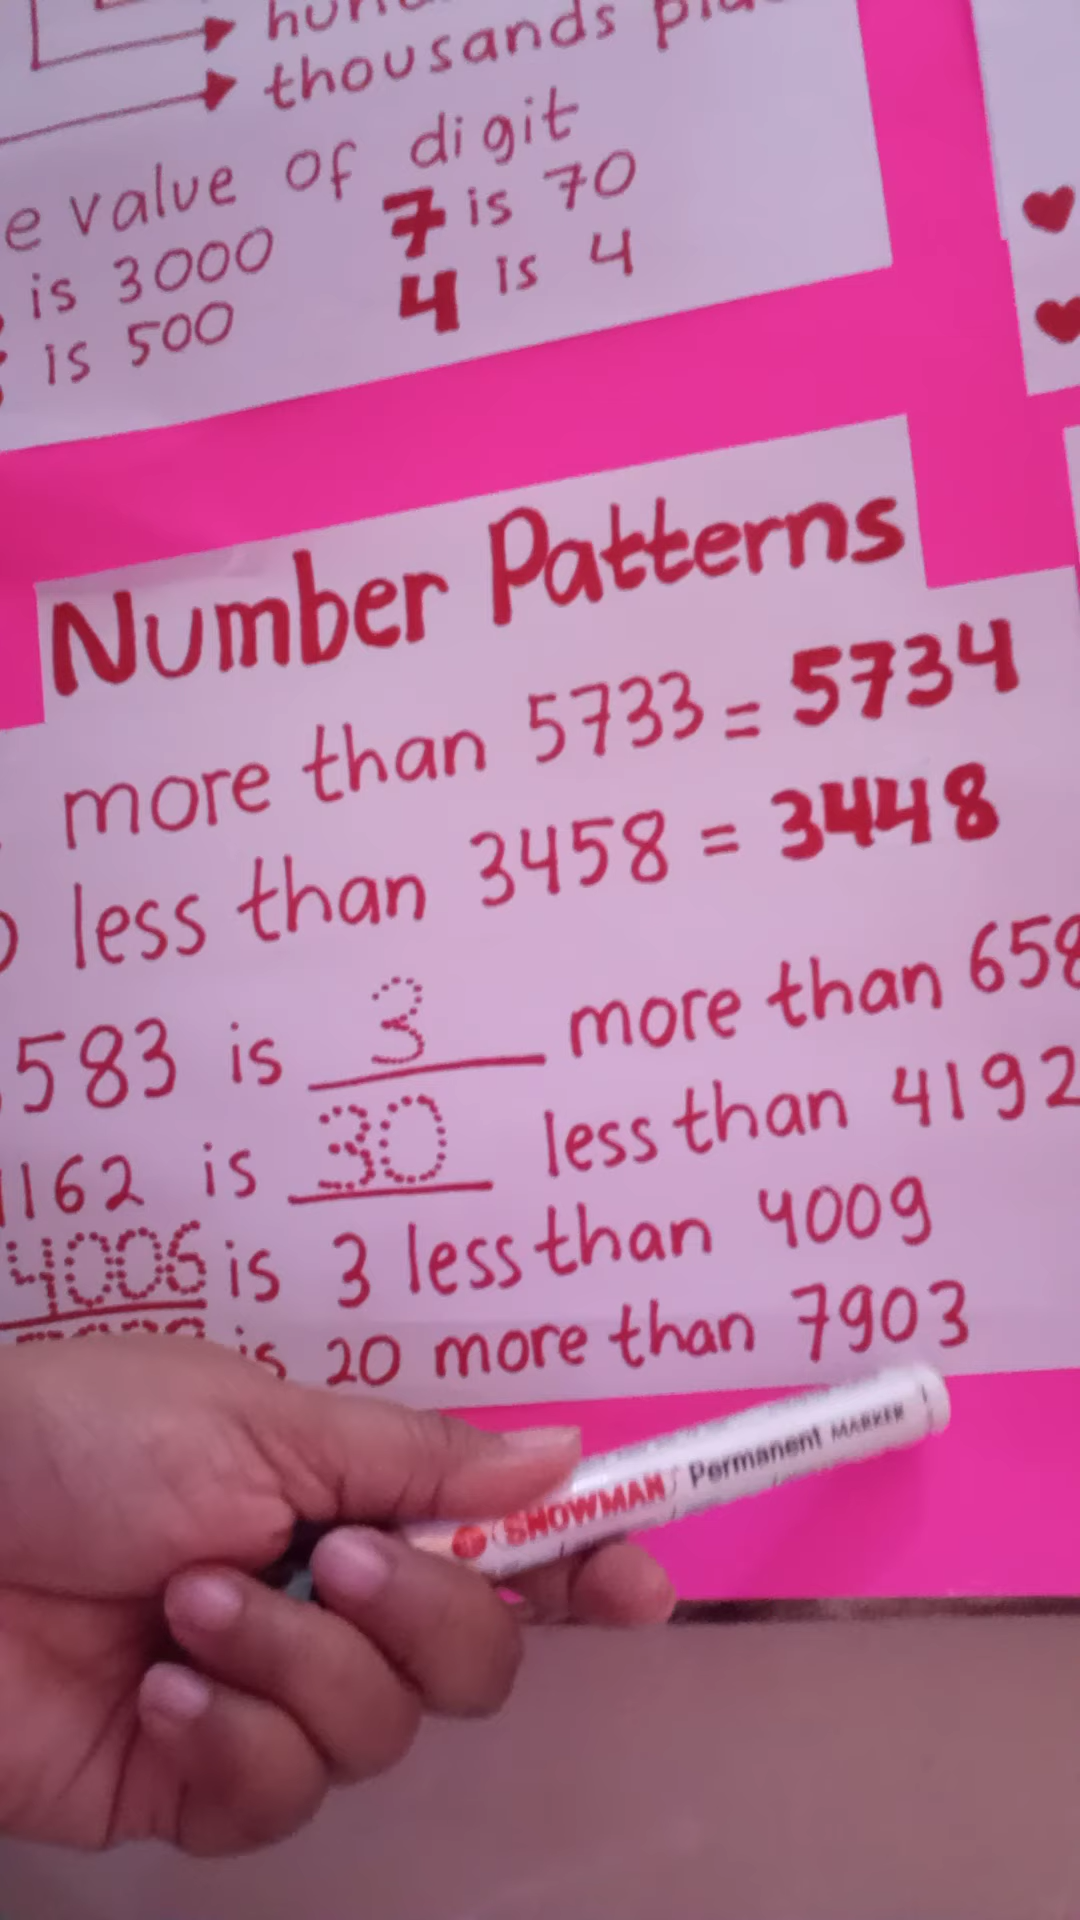 thousands
e value of digit
is 3000 7 is 70
is 500 4 is 4
Number Patterns
more than 5733 = 5734
less than 3458 = 3448
583 is 3 more than 658
162 is 30 less than 4192
4006 is 3 less than 4009
is 20 more than 7903
SNOWMAN Permanent MARKER